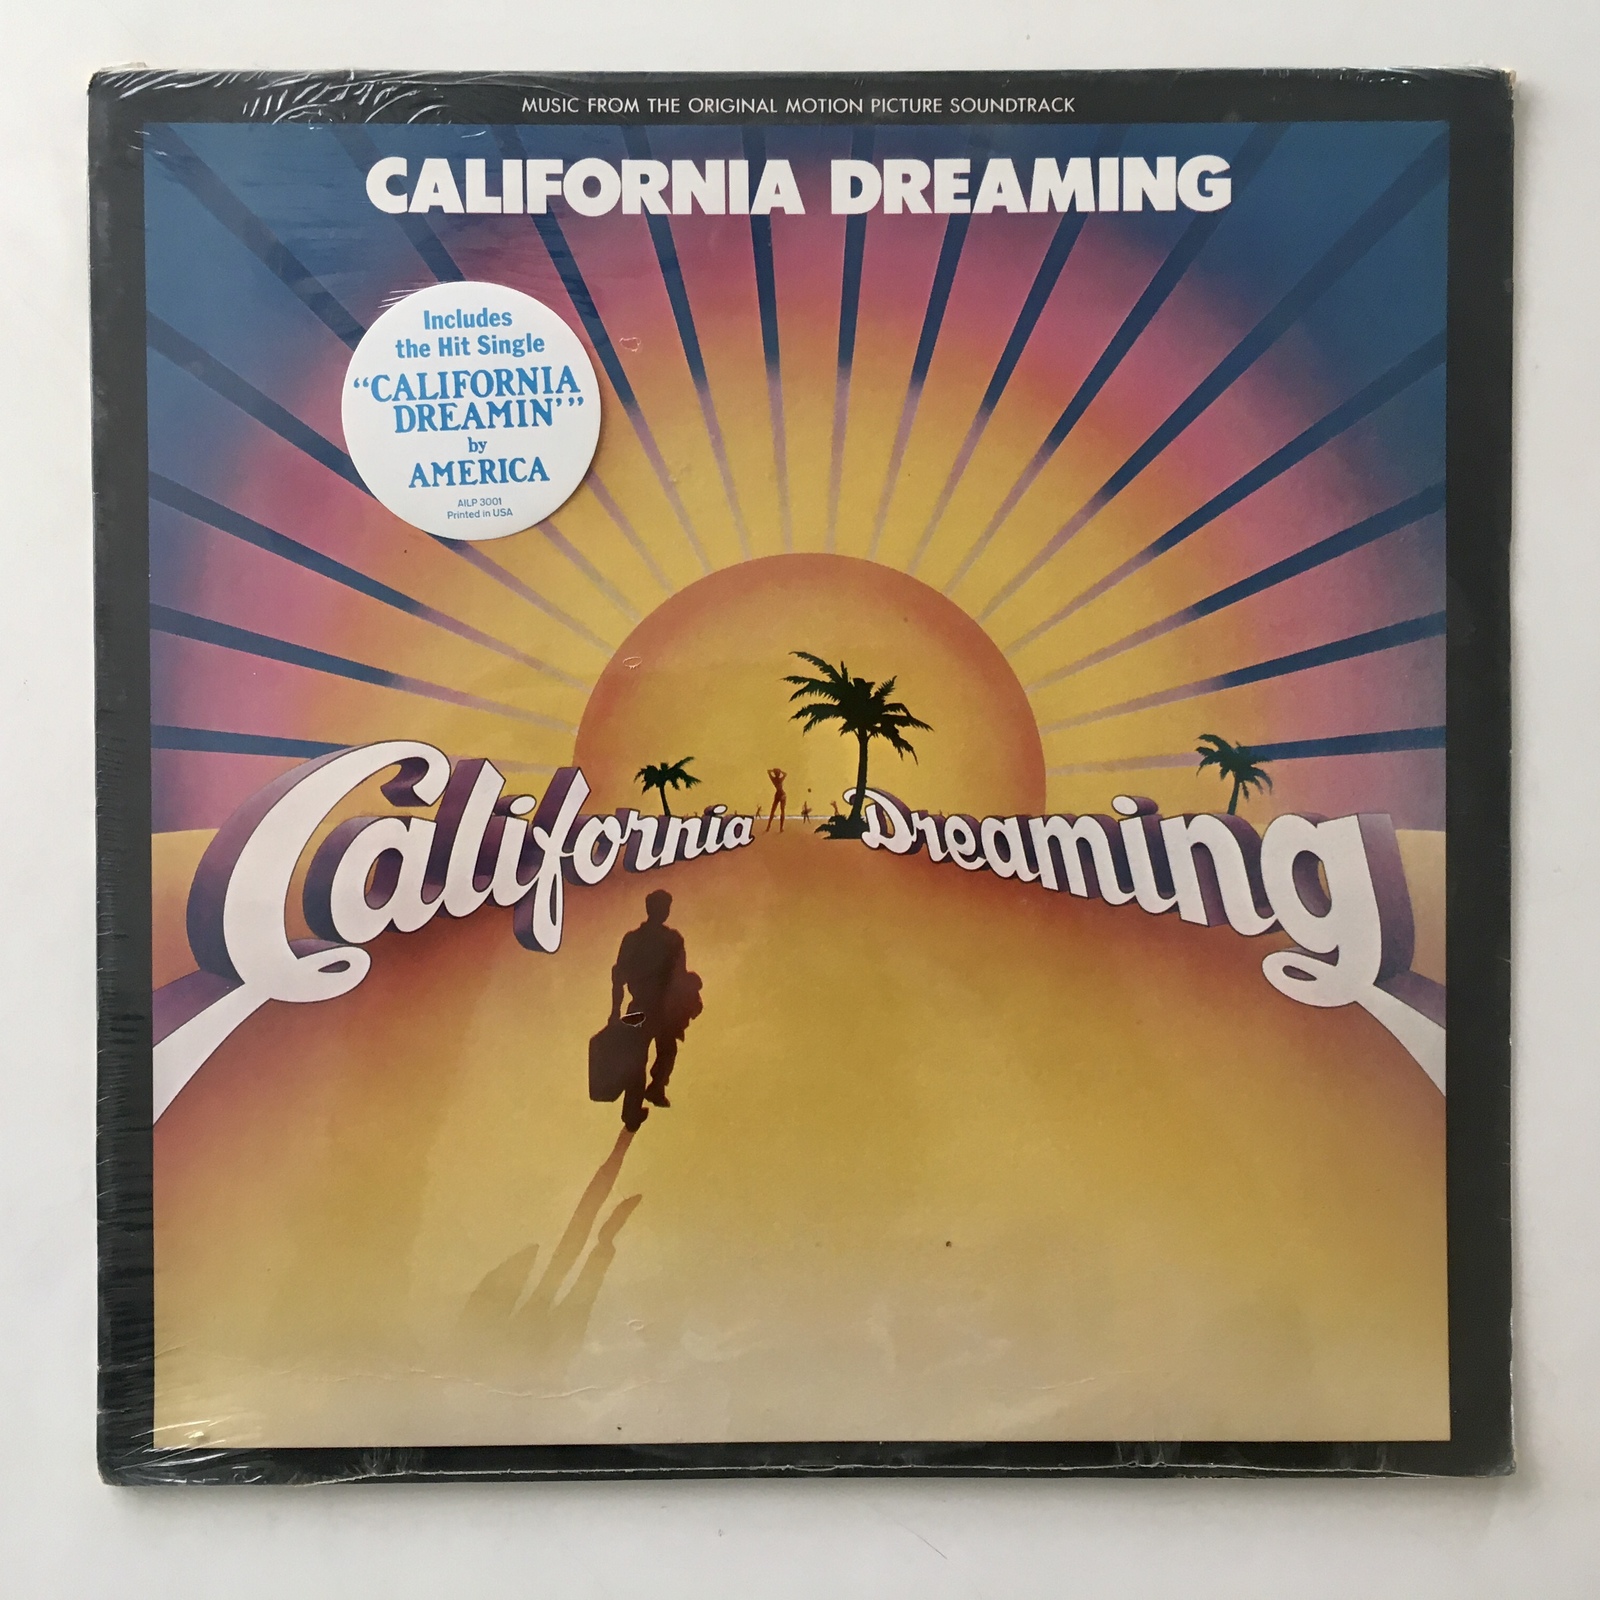 MUSIC FROM THE ORIGINAL MOTION PICTURE SOUNDTRACK
CALIFORNIA DREAMING
Includes
the Hit Single
“CALIFORNIA
DREAMIN’”
by
AMERICA
AILP 3001
Printed in USA
California Dreaming